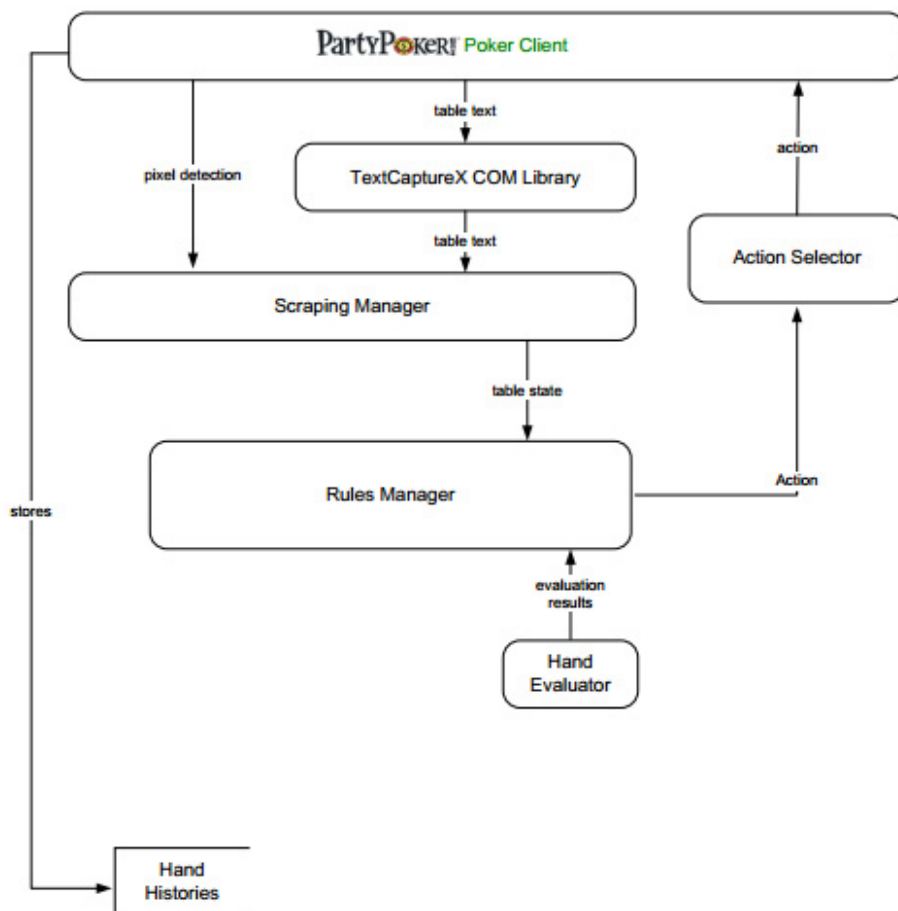 PARTYPOKER! Poker Client
table text
pixel detection
action
TextCaptureX COM Library
table text
Action Selector
Scraping Manager
table state
Rules Manager
Action
stores
evaluation
results
Hand
Evaluator
Hand
Histories